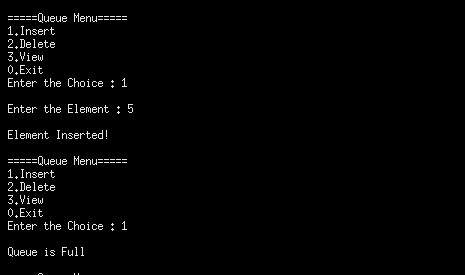 =====Queue Menu=====
1.Insert
2.Delete
3.View
0.Exit
Enter the Choice : 1
Enter the Element : 5
Element Inserted!
=====Queue Menu=====
1.Insert
2.Delete
3.View
0.Exit
Enter the Choice : 1
Queue is Full